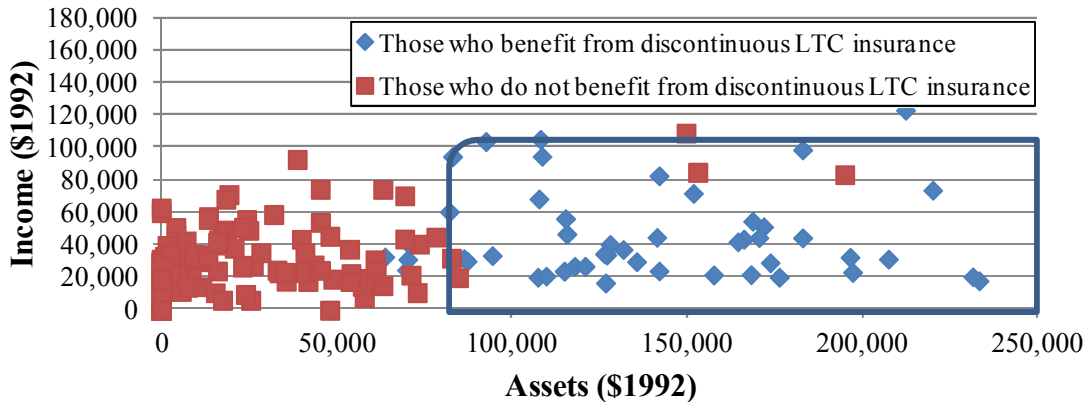 180,000
160,000
140,000
120,000
100,000
80,000
60,000
40,000
20,000
0
Income ($1992)
Those who benefit from discontinuous LTC insurance
Those who do not benefit from discontinuous LTC insurance
0 50,000 100,000 150,000 200,000 250,000
Assets ($1992)